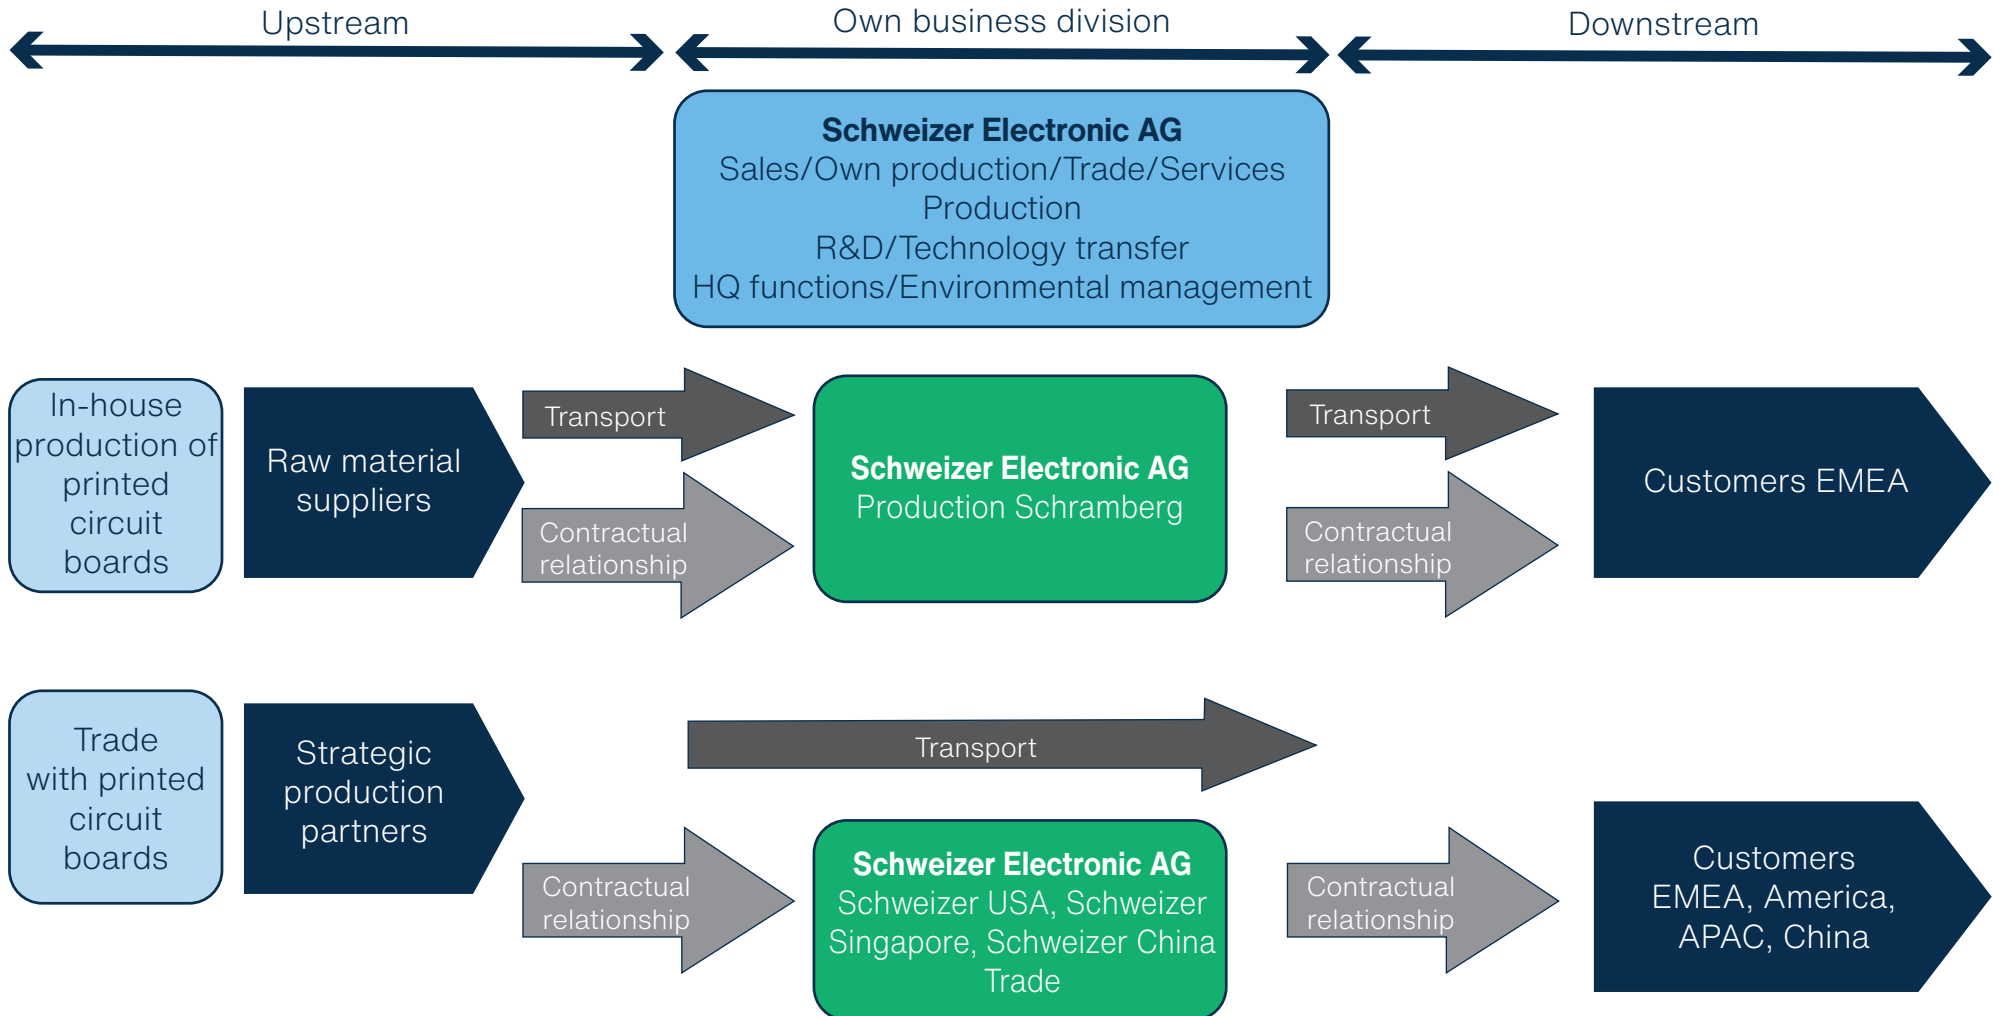 Upstream
Own business division
Downstream
Schweizer Electronic AG
Sales/Own production/Trade/Services
Production
R&D/Technology transfer
HQ functions/Environmental management
In-house
production of
printed
circuit
boards
Raw material
suppliers
Transport
Contractual
relationship
Schweizer Electronic AG
Production Schramberg
Transport
Contractual
relationship
Customers EMEA
Trade
with printed
circuit
boards
Strategic
production
partners
Transport
Contractual
relationship
Schweizer Electronic AG
Schweizer USA, Schweizer
Singapore, Schweizer China
Trade
Contractual
relationship
Customers
EMEA, America,
APAC, China